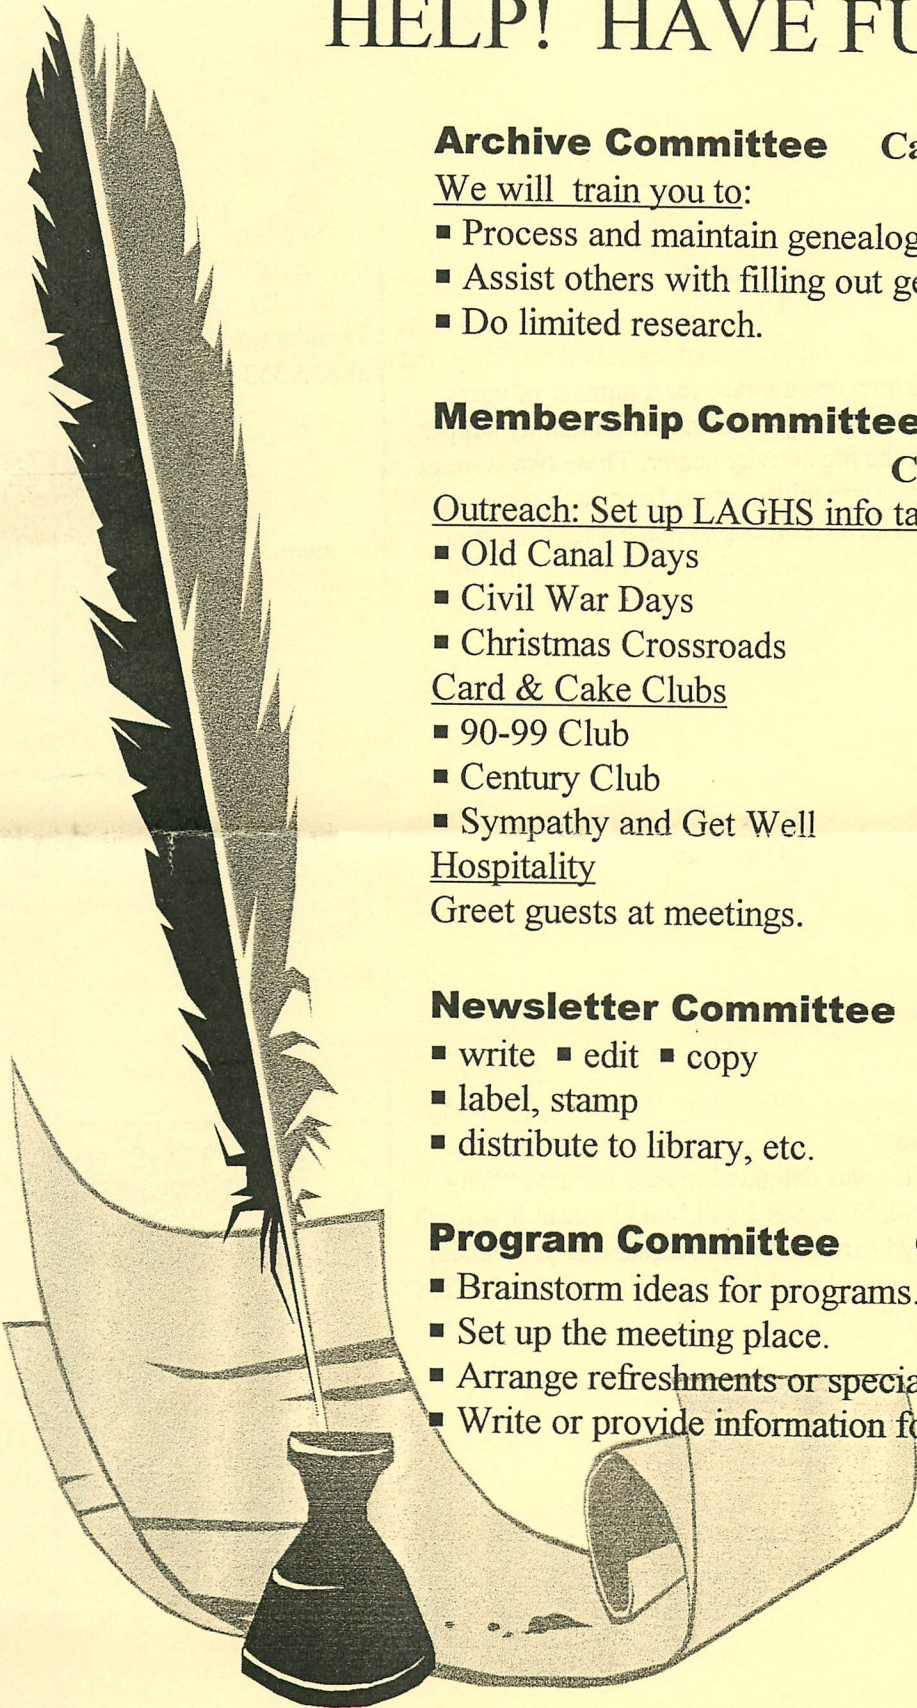 HELP! HAVE FU
Archive Committee Ca
We will train you to:
▪ Process and maintain genealog
▪ Assist others with filling out ge
▪ Do limited research.
Membership Committee
C
Outreach: Set up LAGHS info ta
▪ Old Canal Days
▪ Civil War Days
▪ Christmas Crossroads
Card & Cake Clubs
▪ 90-99 Club
▪ Century Club
▪ Sympathy and Get Well
Hospitality
Greet guests at meetings.
Newsletter Committee
▪ write ▪ edit ▪ copy
▪ label, stamp
▪ distribute to library, etc.
Program Committee
▪ Brainstorm ideas for programs.
▪ Set up the meeting place.
▪ Arrange refreshments or specia
▪ Write or provide information fo